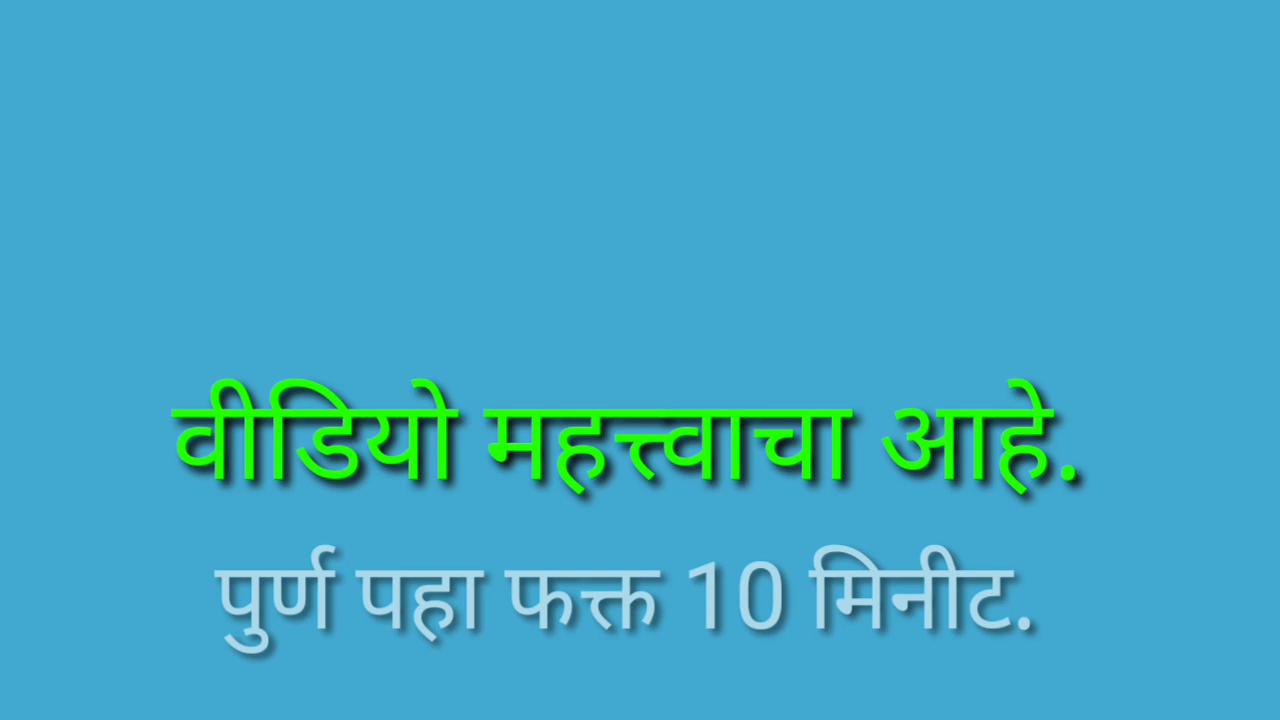 वीडियो महत्त्वाचा आहे.
पुर्ण पहा फक्त 10 मिनीट.